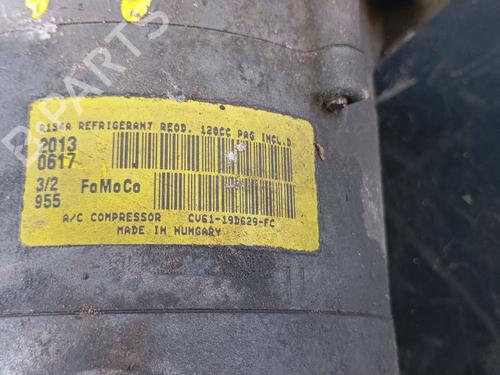 R134A REFRIGERANT REQD. 120CC PAG INCL.D
2013
0617
3/2
955
FoMoCo
A/C COMPRESSOR CV61-19D629-FC
MADE IN HUNGARY
B-PARTS